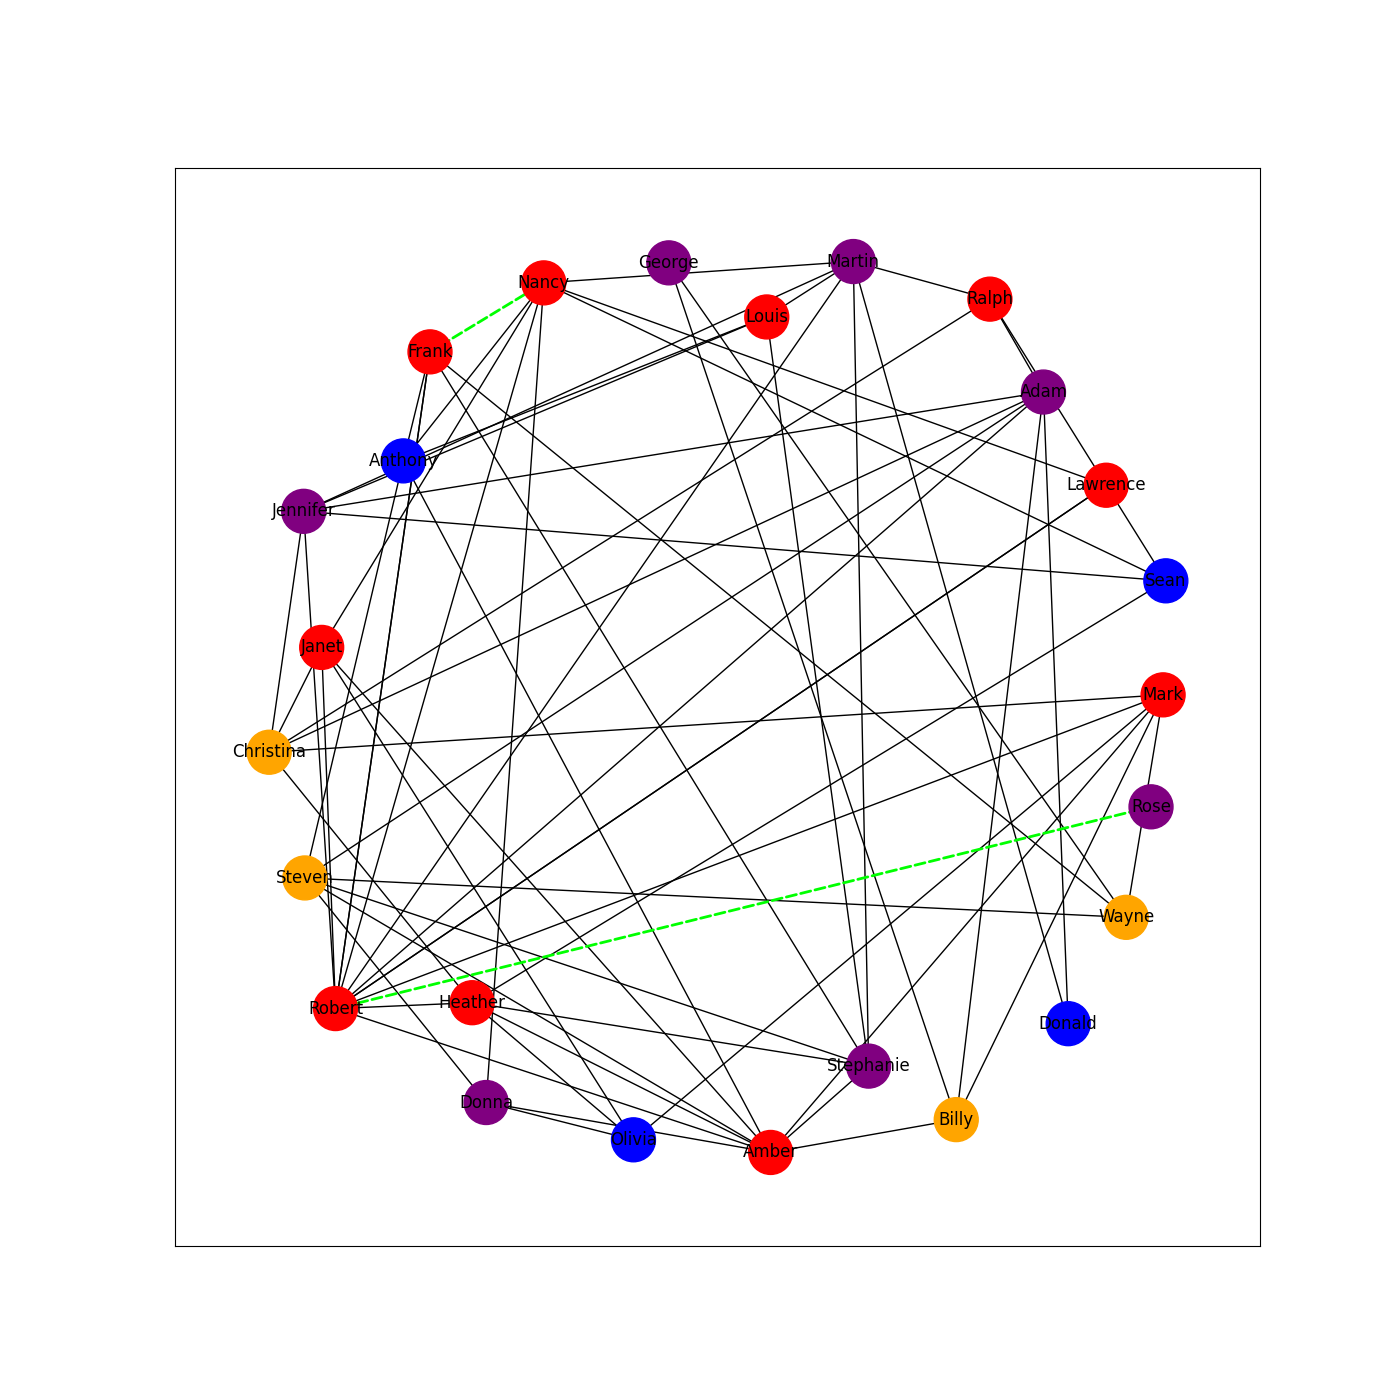 George
Martin
Nancy
Ralph
Louis
Frank
Adam
Anthony
Lawrence
Jennifer
Sean
Janet
Mark
Christina
Rose
Steven
Wayne
Heather
Robert
Donald
Stephanie
Donna
Billy
Olivia
Amber